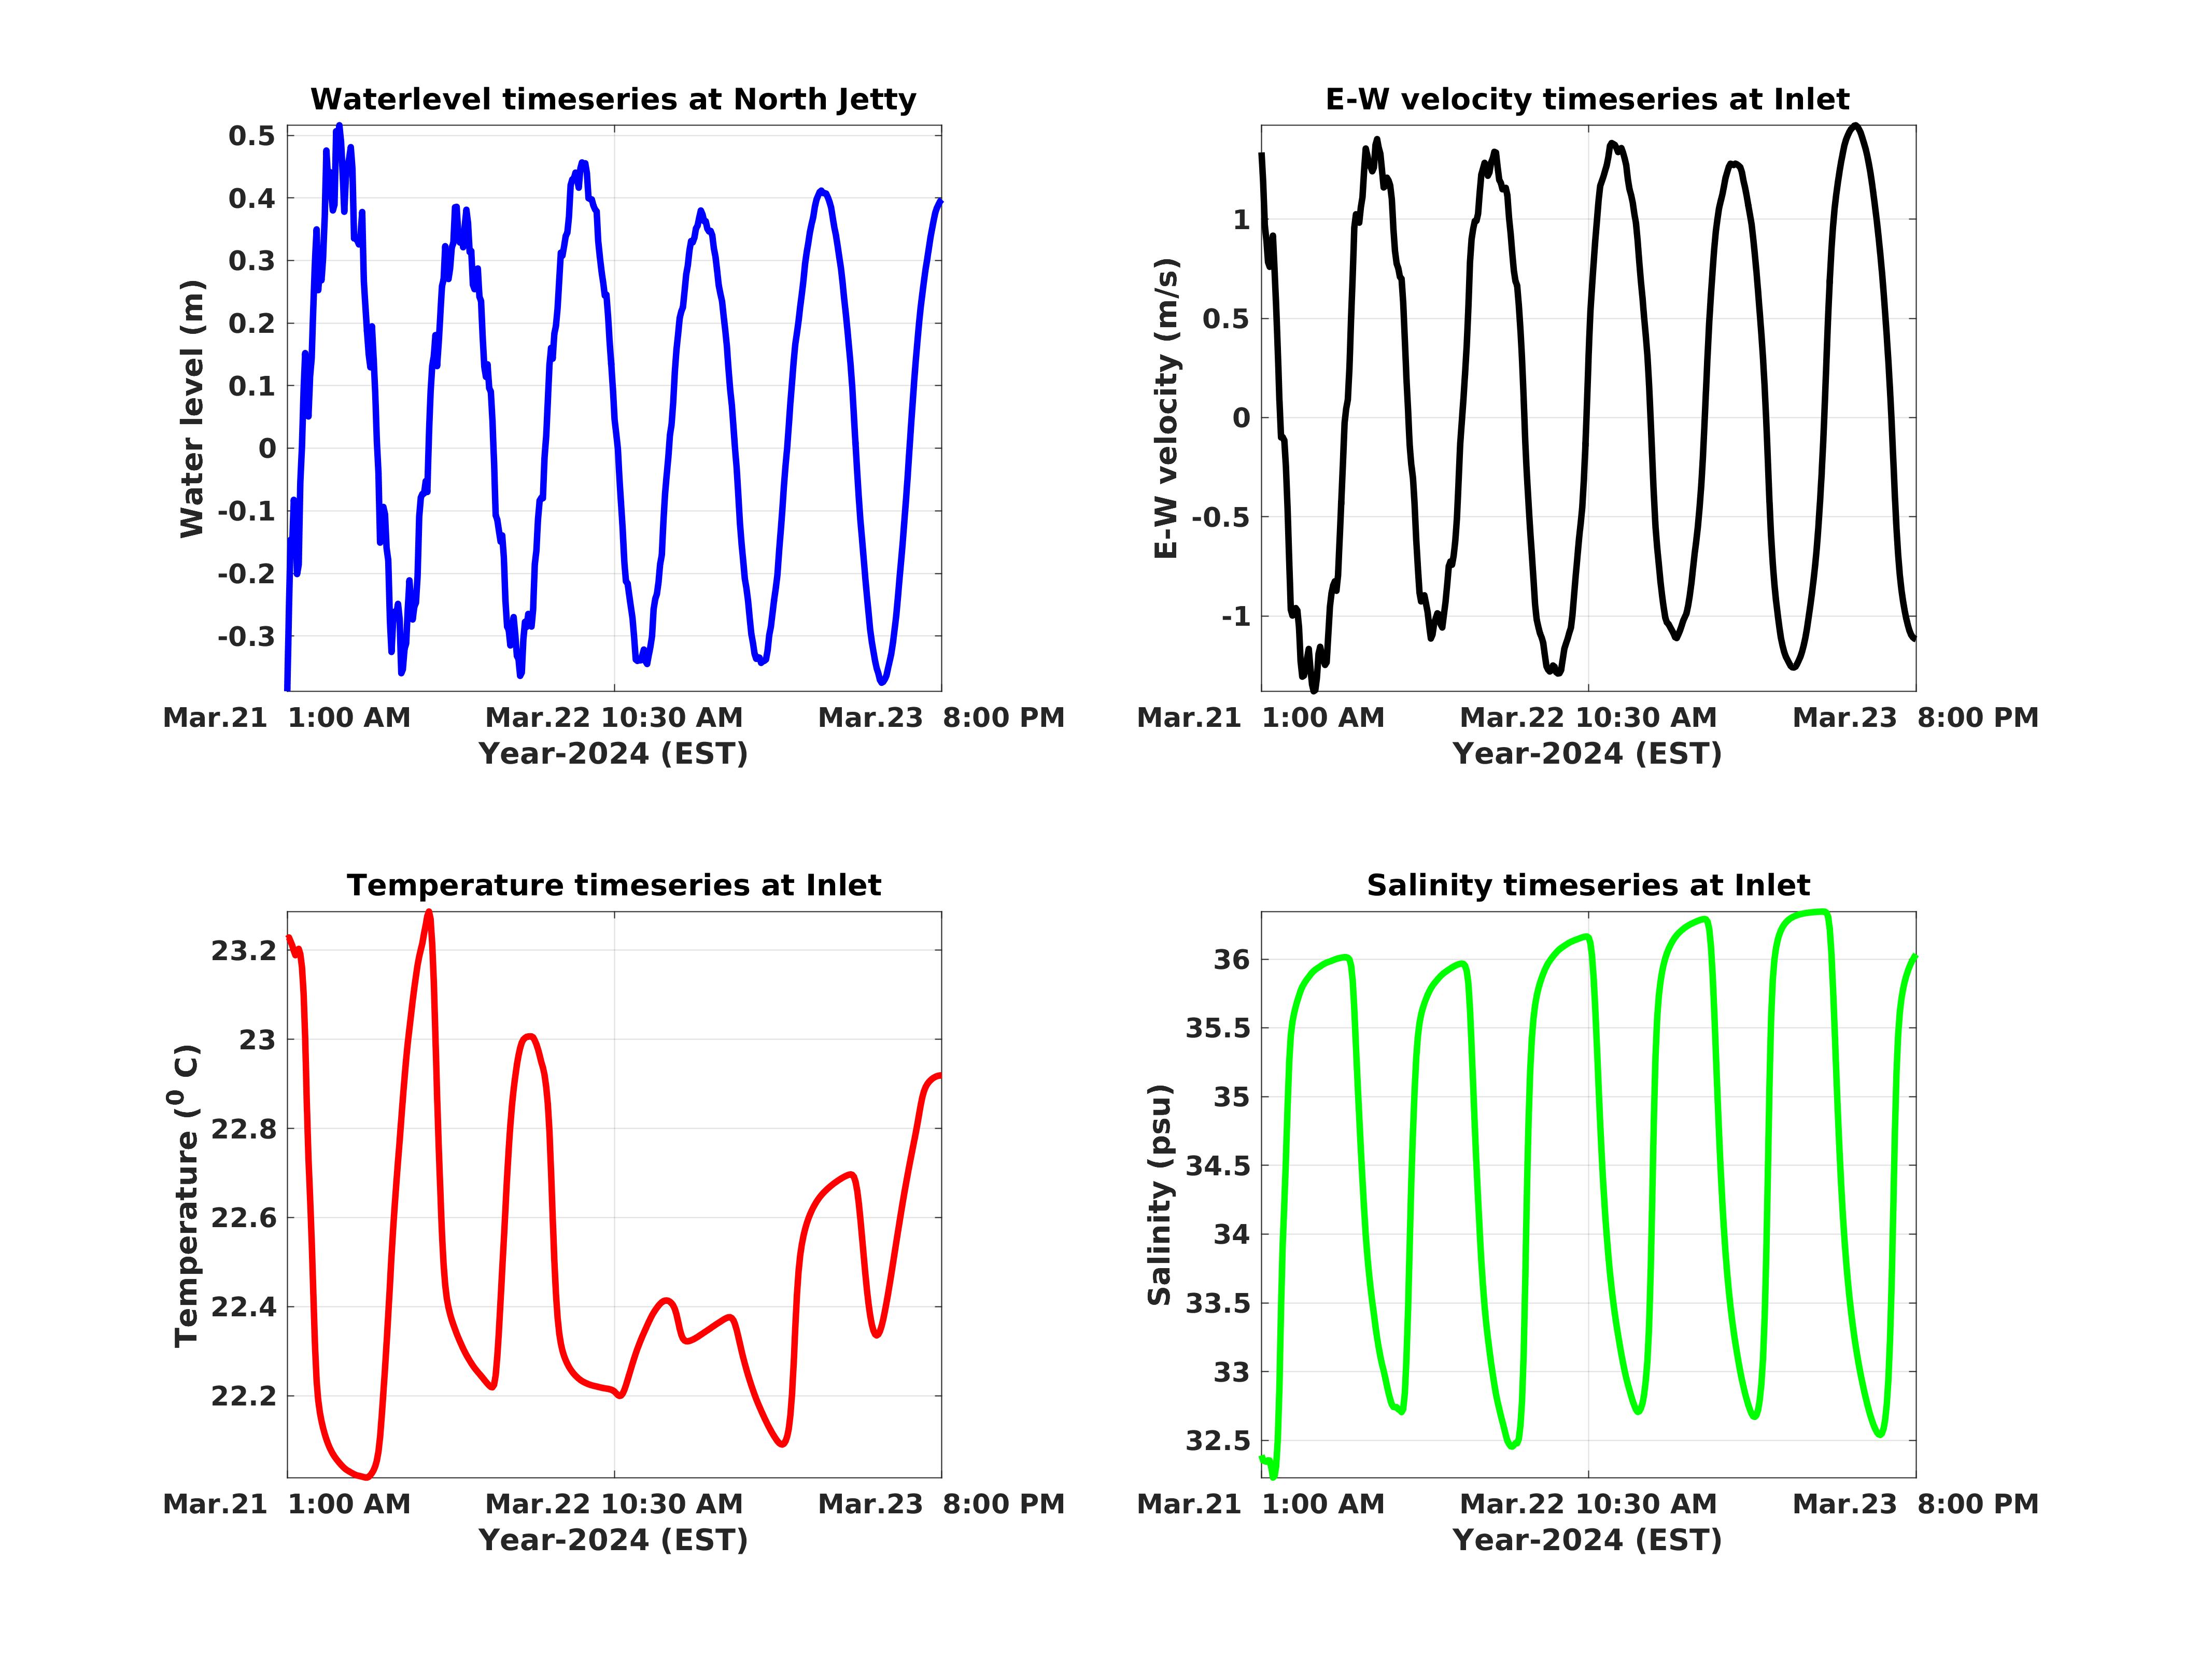 Waterlevel timeseries at North Jetty
0.5
0.4
0.3
0.2
0.1
0
-0.1
-0.2
-0.3
Water level (m)
Mar.21 1:00 AM Mar.22 10:30 AM Mar.23 8:00 PM
Year-2024 (EST)
E-W velocity timeseries at Inlet
1
0.5
0
-0.5
-1
E-W velocity (m/s)
Mar.21 1:00 AM Mar.22 10:30 AM Mar.23 8:00 PM
Year-2024 (EST)
Temperature timeseries at Inlet
23.2
23
22.8
22.6
22.4
22.2
Temperature (⁰ C)
Mar.21 1:00 AM Mar.22 10:30 AM Mar.23 8:00 PM
Year-2024 (EST)
Salinity timeseries at Inlet
36
35.5
35
34.5
34
33.5
33
32.5
Salinity (psu)
Mar.21 1:00 AM Mar.22 10:30 AM Mar.23 8:00 PM
Year-2024 (EST)